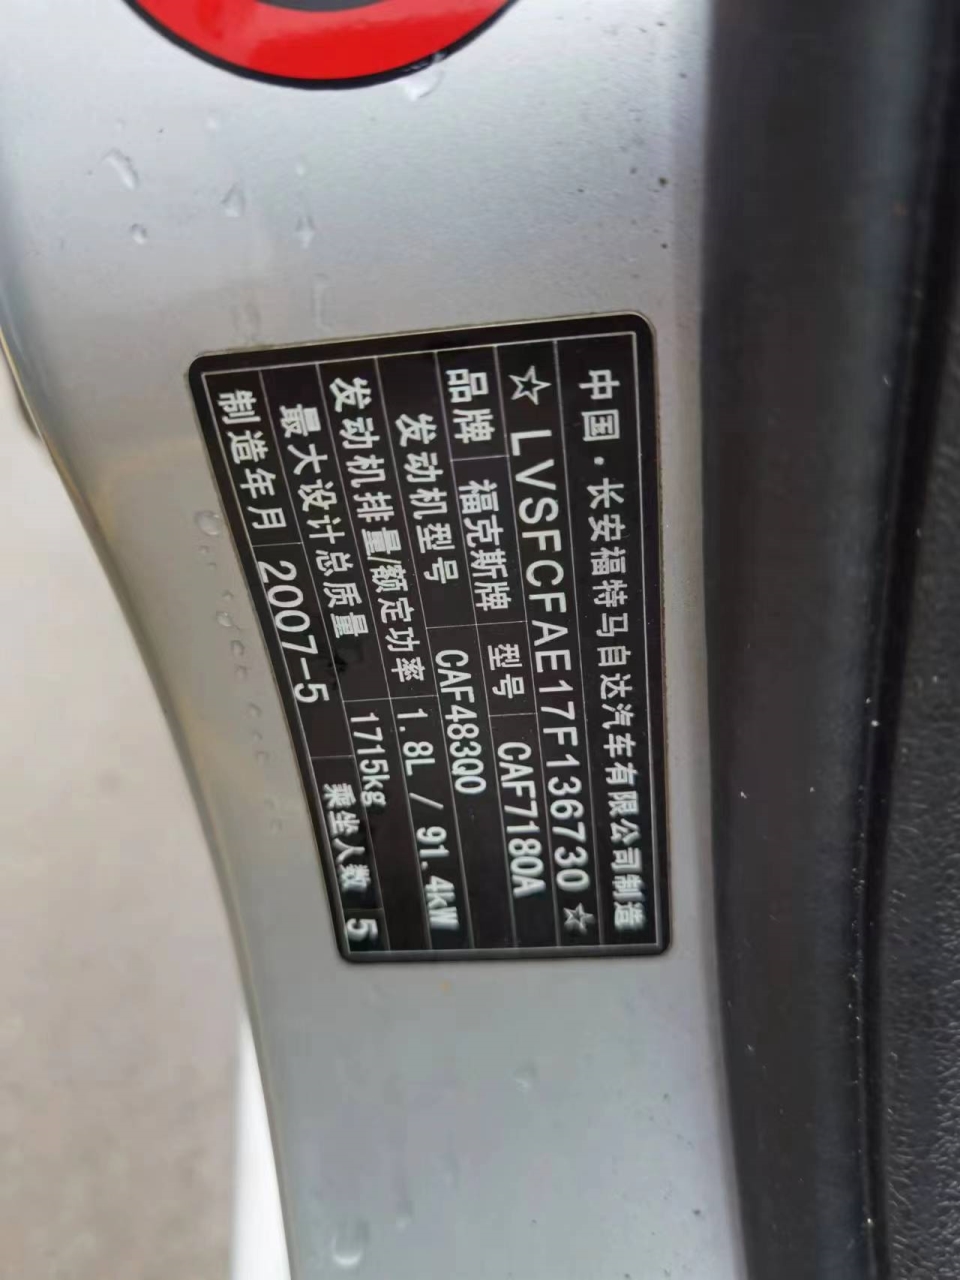 中国·长安福特马自达汽车有限公司制造
☆ LVSFCFAE17F136730 ☆
品牌 福克斯牌 型号 CAF7180A
发动机型号 CAF483Q0
发动机排量/额定功率 1.8L / 91.4kW
最大设计总质量 1715kg
制造年月 2007-5 乘坐人数 5